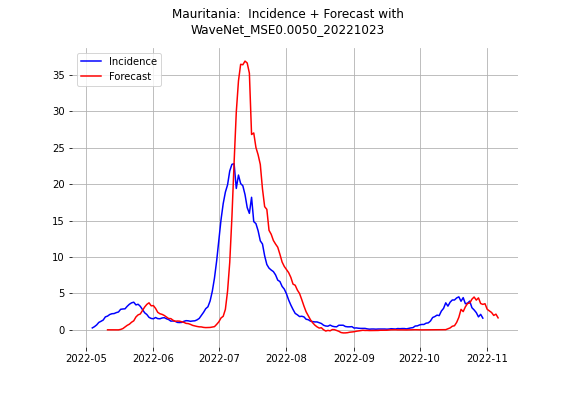 Mauritania:  Incidence + Forecast with
WaveNet_MSE0.0050_20221023
Incidence
Forecast
35
30
25
20
15
10
5
0
2022-05 2022-06 2022-07 2022-08 2022-09 2022-10 2022-11